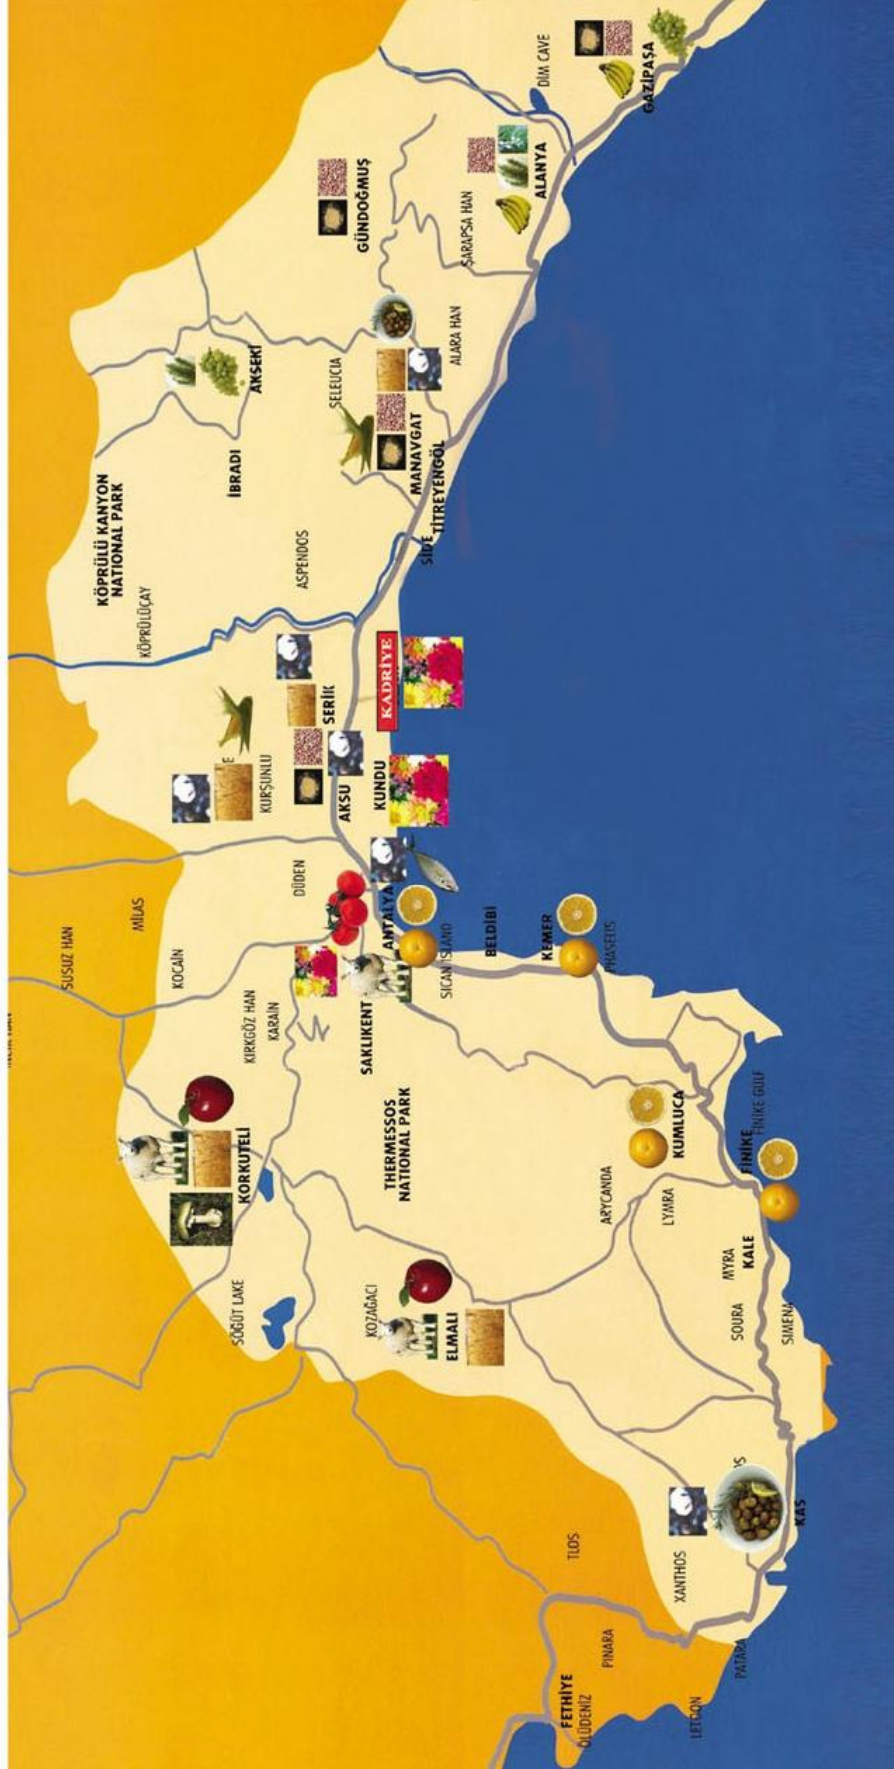 SUSUZ HAN
MİLAS
KÖPRÜLÜ KANYON
NATIONAL PARK
KÖPRÜLÜÇAY
KOCAİN
SÖĞÜT LAKE
KORKUTELİ
KIRKGÖZ HAN
KARAİN
E
KURŞUNLU
İBRADI
AKSEKİ
DÜDEN
ASPENDOS
SERİK
AKSU
SELEUCIA
GÜNDOĞMUŞ
KOZAĞACI
ELMALI
THERMESSOS
NATIONAL PARK
SAKLIKENT
ANTALYA
KUNDU
KADRİYE
SİDE
TİTREYENGÖL
MANAVGAT
ALARA HAN
ŞARAPSA HAN
ALANYA
DİM CAVE
GAZİPAŞA
SICAN ISLAND
BELDİBİ
KEMER
PHASELIS
ARYCANDA
LYMRA
KUMLUCA
FİNİKE
FİNİKE GULF
MYRA
KALE
SOURA
SIMENA
TLOS
XANTHOS
KAŞ
PINARA
FETHİYE
ÖLÜDENİZ
LETOON
PATARA